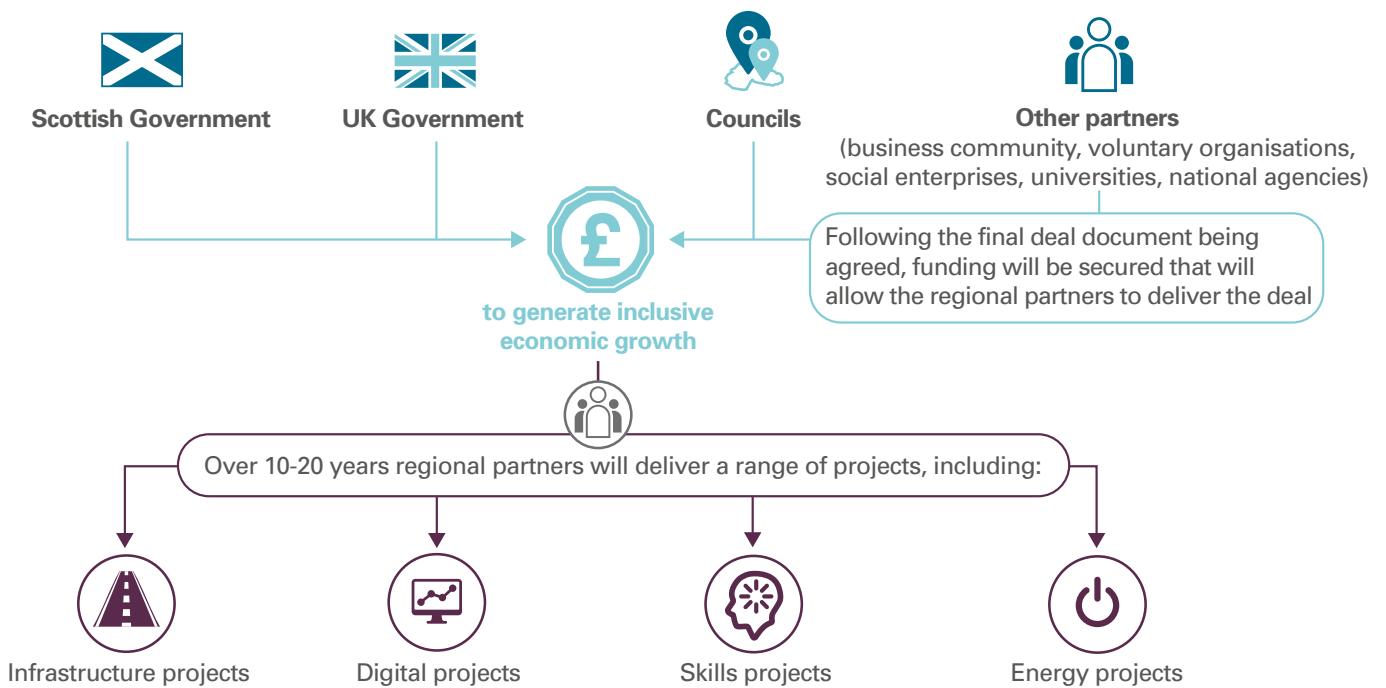 Scottish Government
UK Government
Councils
Other partners
(business community, voluntary organisations,
social enterprises, universities, national agencies)
£
to generate inclusive
economic growth
Following the final deal document being
agreed, funding will be secured that will
allow the regional partners to deliver the deal
Over 10-20 years regional partners will deliver a range of projects, including:
Infrastructure projects
Digital projects
Skills projects
Energy projects